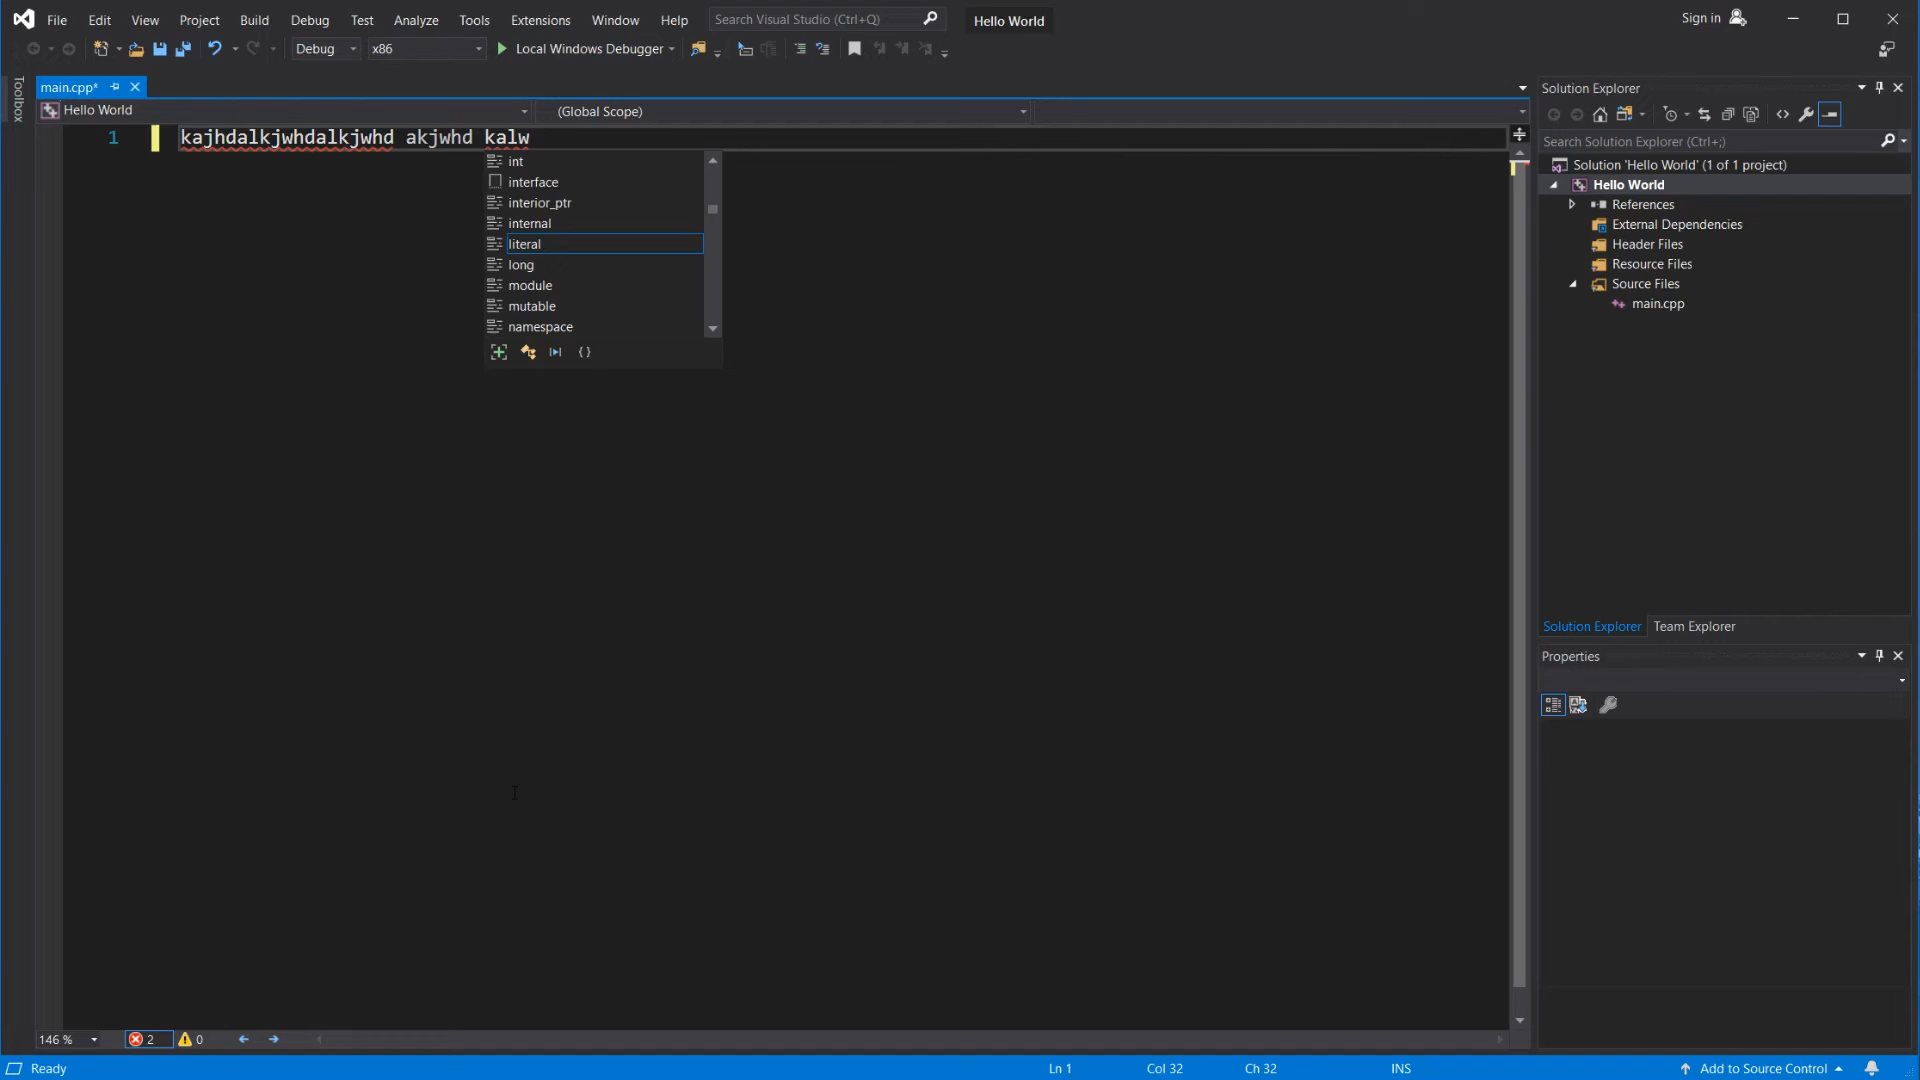 File Edit View Project Build Debug Test Analyze Tools Extensions Window Help Search Visual Studio (Ctrl+Q) Hello World Sign in
Debug x86 Local Windows Debugger
Toolbox
main.cpp*
Hello World (Global Scope)
1 kajhdalkjwhdalkjwhd akjwhd kalw
int
interface
interior_ptr
internal
literal
long
module
mutable
namespace
Solution Explorer
Search Solution Explorer (Ctrl+;)
Solution 'Hello World' (1 of 1 project)
Hello World
References
External Dependencies
Header Files
Resource Files
Source Files
main.cpp
Solution Explorer Team Explorer
Properties
146 % 2 0
Ready Ln 1 Col 32 Ch 32 INS Add to Source Control